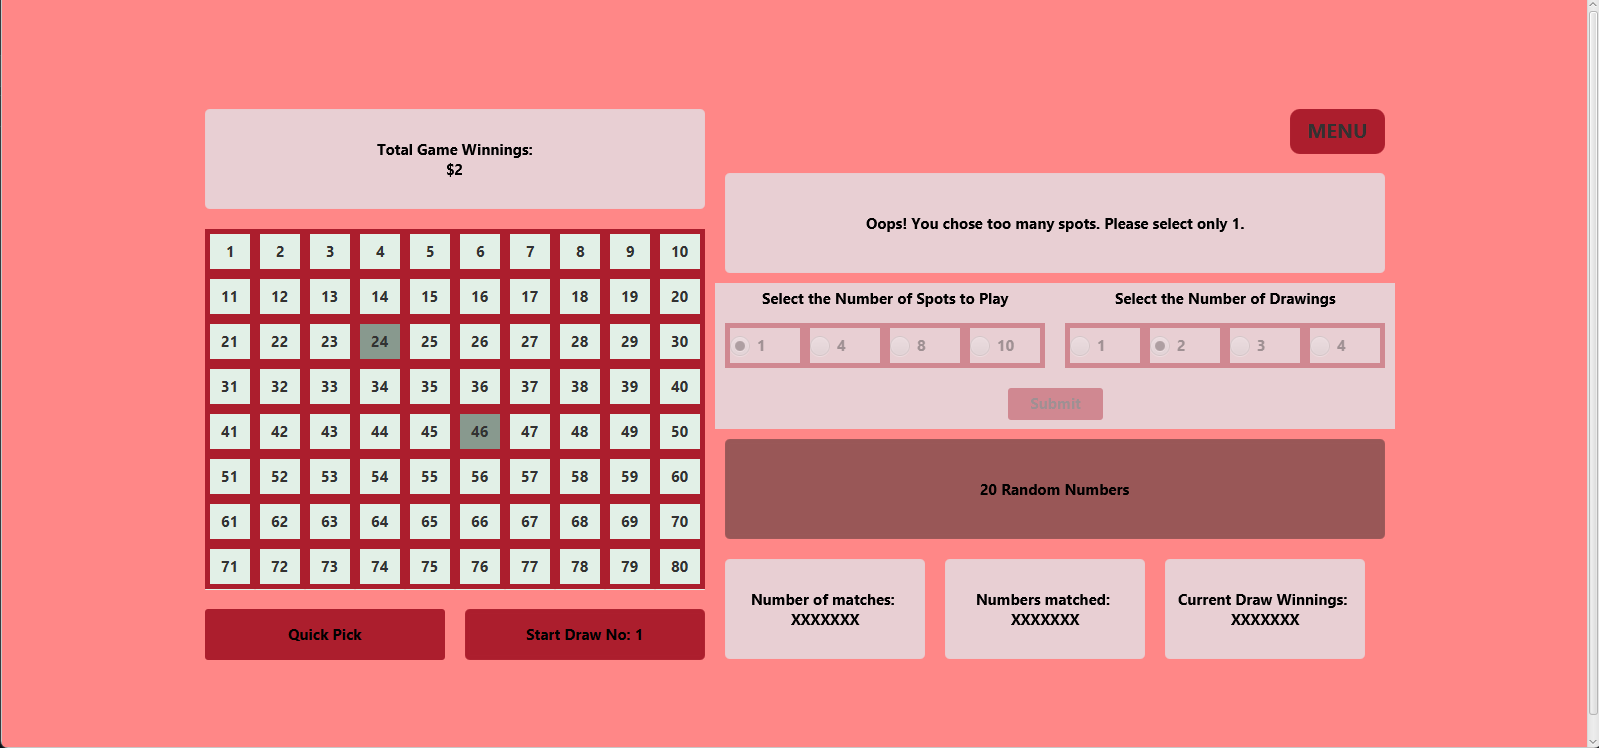 Total Game Winnings:
$2
MENU
Oops! You chose too many spots. Please select only 1.
1 2 3 4 5 6 7 8 9 10
11 12 13 14 15 16 17 18 19 20
21 22 23 24 25 26 27 28 29 30
31 32 33 34 35 36 37 38 39 40
41 42 43 44 45 46 47 48 49 50
51 52 53 54 55 56 57 58 59 60
61 62 63 64 65 66 67 68 69 70
71 72 73 74 75 76 77 78 79 80
Quick Pick
Start Draw No: 1
Select the Number of Spots to Play
1 4 8 10
Select the Number of Drawings
1 2 3 4
Submit
20 Random Numbers
Number of matches:
XXXXXXX
Numbers matched:
XXXXXXX
Current Draw Winnings:
XXXXXXX